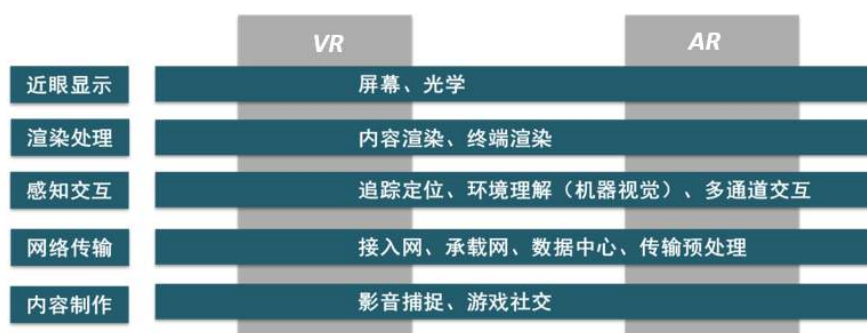 VR AR
近眼显示 屏幕、光学
渲染处理 内容渲染、终端渲染
感知交互 追踪定位、环境理解（机器视觉）、多通道交互
网络传输 接入网、承载网、数据中心、传输预处理
内容制作 影音捕捉、游戏社交